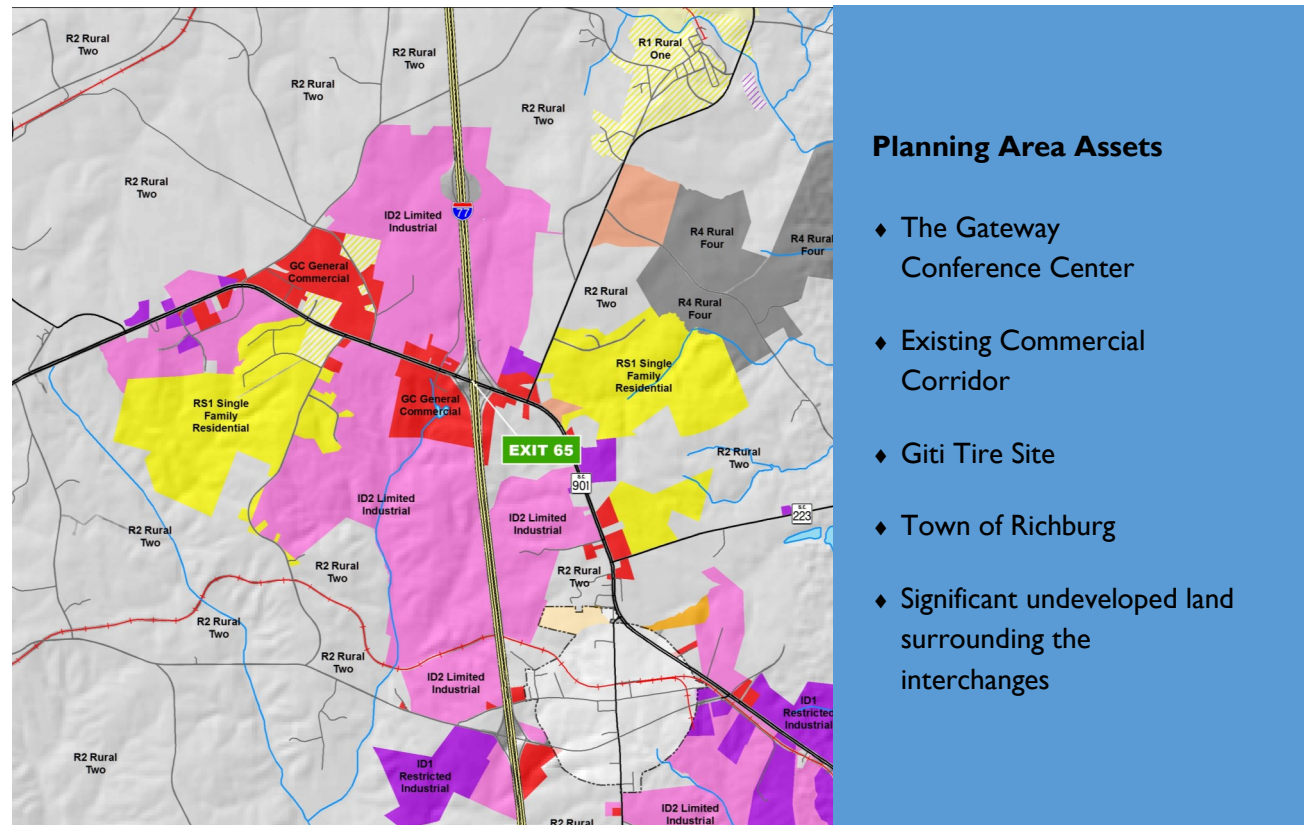 R2 Rural
Two
R2 Rural
Two
R2 Rural
Two
R1 Rural
One
R2 Rural
Two
R2 Rural
Two
77
ID2 Limited
Industrial
R4 Rural
Four
R4 Rural
Four
GC General
Commercial
R2 Rural
Two
R4 Rural
Four
RS1 Single
Family
Residential
RS1 Single
Family
Residential
GC General
Commercial
EXIT 65
R2 Rural
Two
S.C.
901
S.C.
223
ID2 Limited
Industrial
ID2 Limited
Industrial
R2 Rural
Two
R2 Rural
Two
R2 Rural
Two
R2 Rural
Two
R2 Rural
Two
ID2 Limited
Industrial
ID1
Restricted
Industrial
R2 Rural
Two
ID1
Restricted
Industrial
ID2 Limited
Industrial
R2 Rural
Planning Area Assets
♦ The Gateway
Conference Center
♦ Existing Commercial
Corridor
♦ Giti Tire Site
♦ Town of Richburg
♦ Significant undeveloped land
surrounding the
interchanges